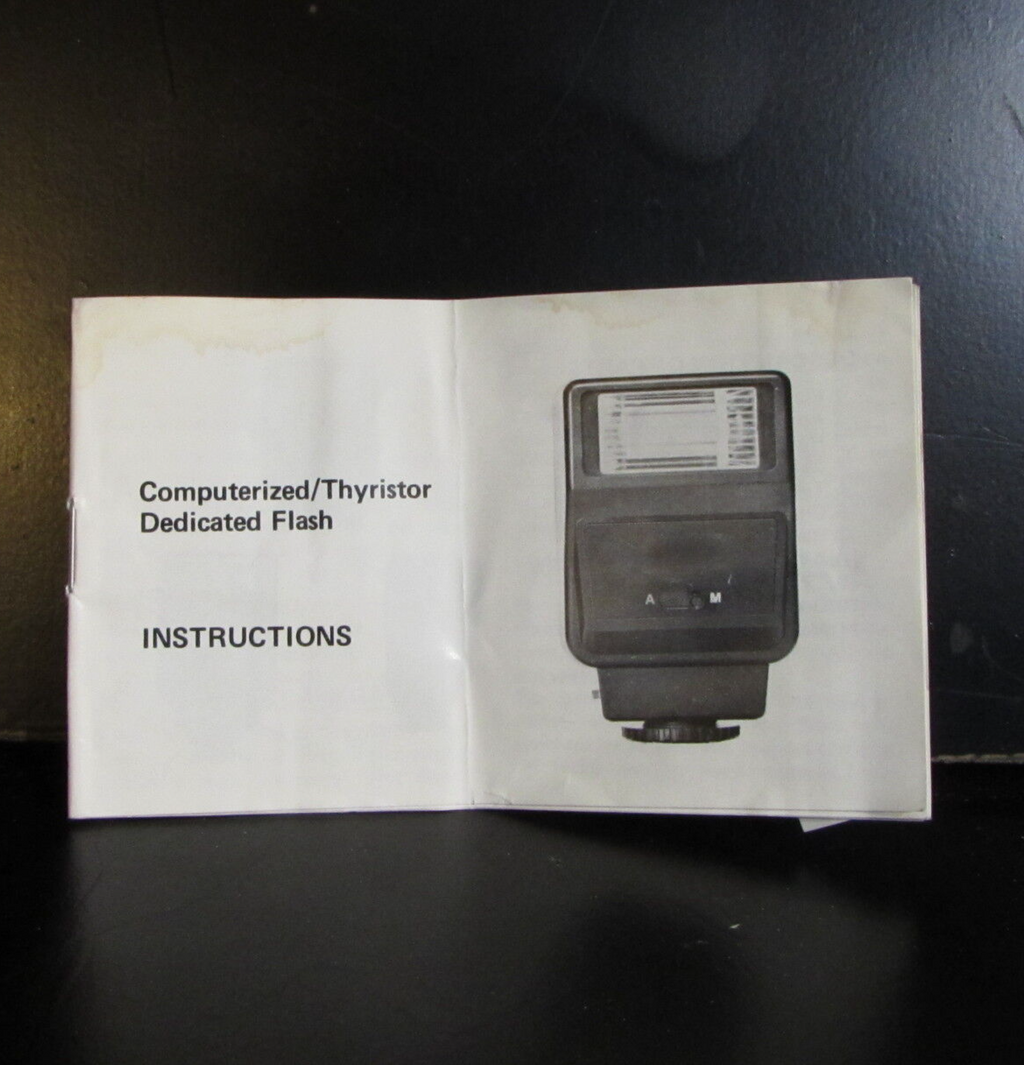 Computerized/Thyristor
Dedicated Flash
INSTRUCTIONS
A M